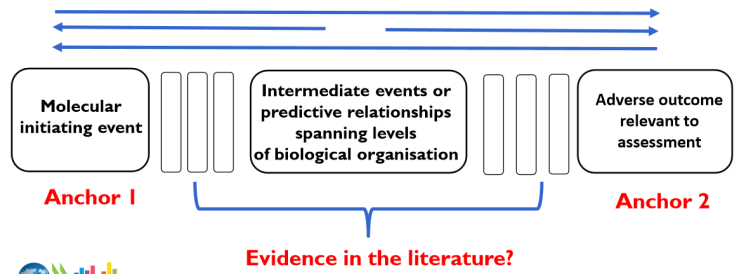 Molecular
initiating event
Intermediate events or
predictive relationships
spanning levels
of biological organisation
Adverse outcome
relevant to
assessment
Anchor 1
Anchor 2
Evidence in the literature?